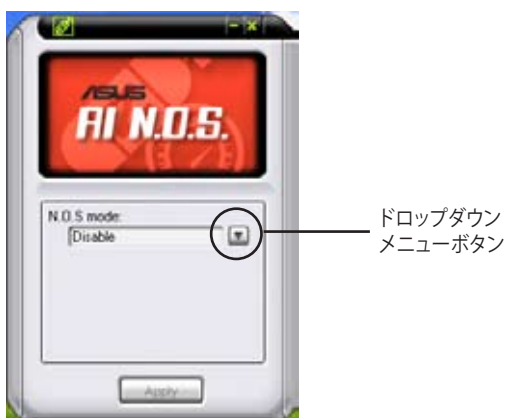 ASUS
AI N.O.S.
N.O.S mode:
Disable
Apply
ドロップダウン
メニューボタン